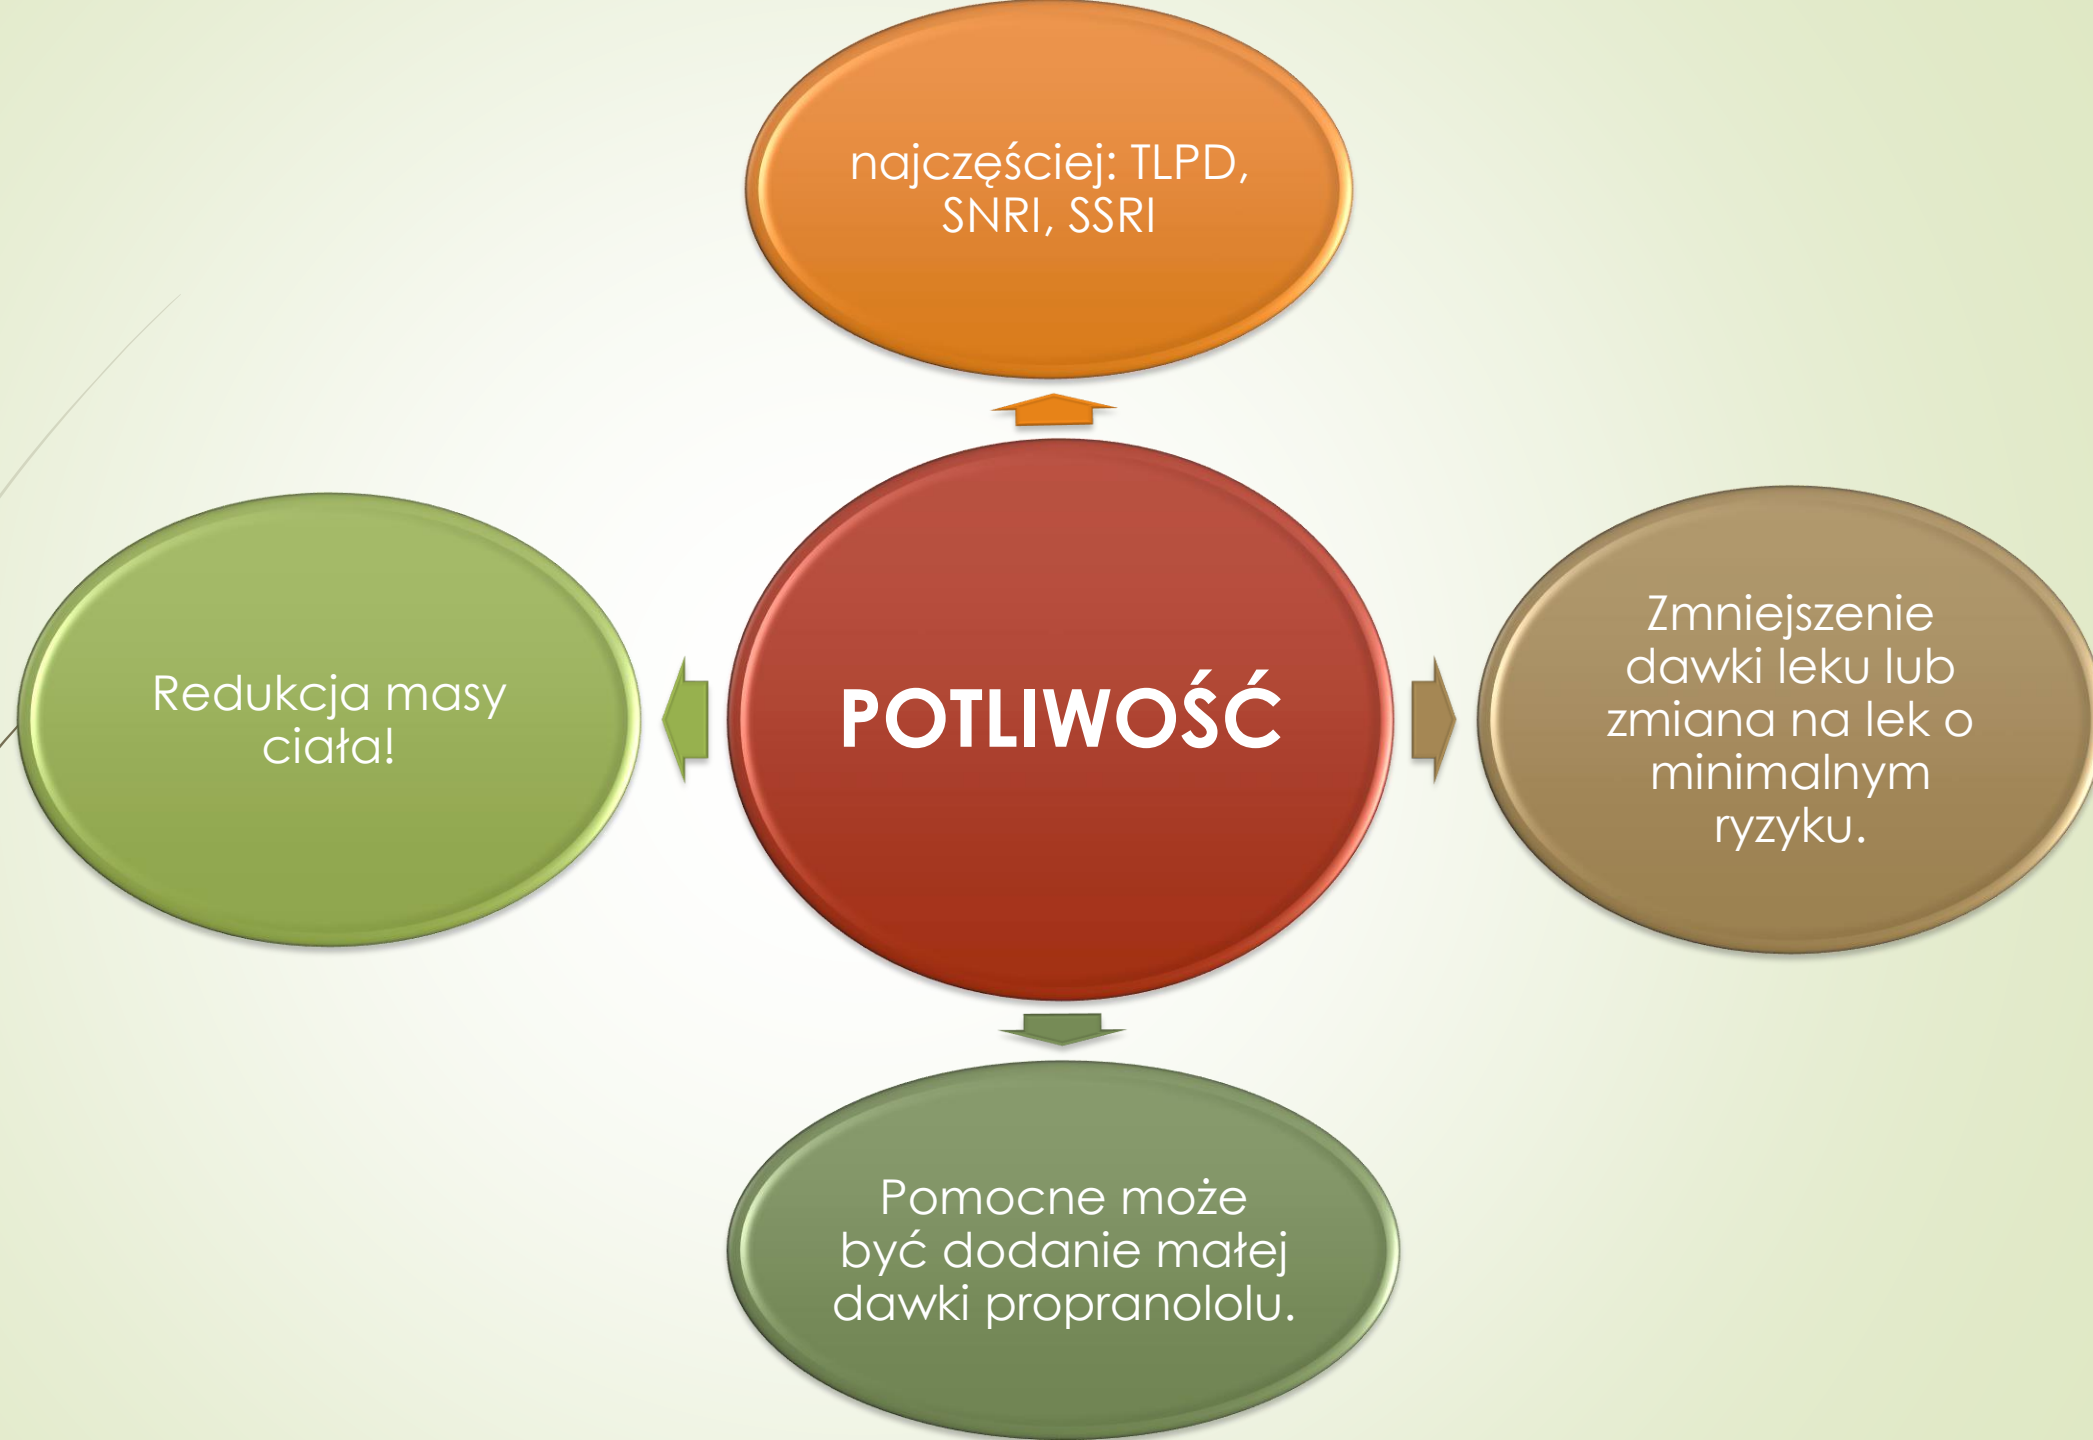 najczęściej: TLPD,
SNRI, SSRI
Redukcja masy
ciała!
POTLIWOŚĆ
Zmniejszenie
dawki leku lub
zmiana na lek o
minimalnym
ryzyku.
Pomocne może
być dodanie małej
dawki propranololu.